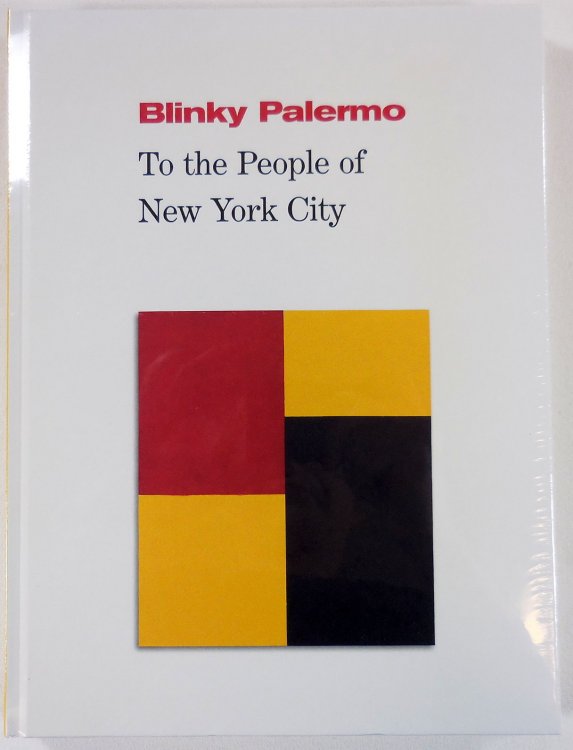 Blinky Palermo
To the People of
New York City